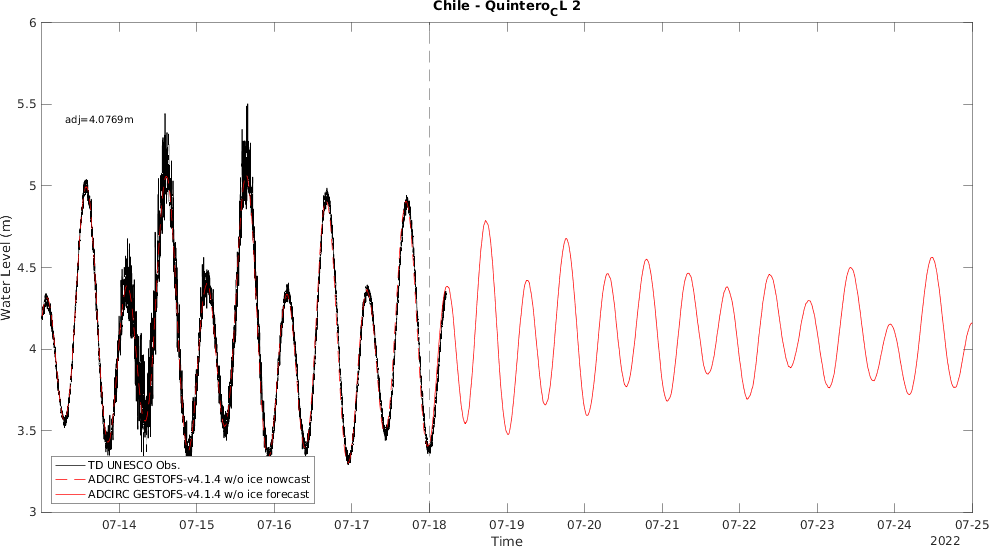 Chile - QuinteroCL 2
6
5.5
adj=4.0769m
5
4.5
Water Level (m)
4
3.5
TD UNESCO Obs.
ADCIRC GESTOFS-v4.1.4 w/o ice nowcast
ADCIRC GESTOFS-v4.1.4 w/o ice forecast
3
07-14 07-15 07-16 07-17 07-18 07-19 07-20 07-21 07-22 07-23 07-24 07-25
Time
2022